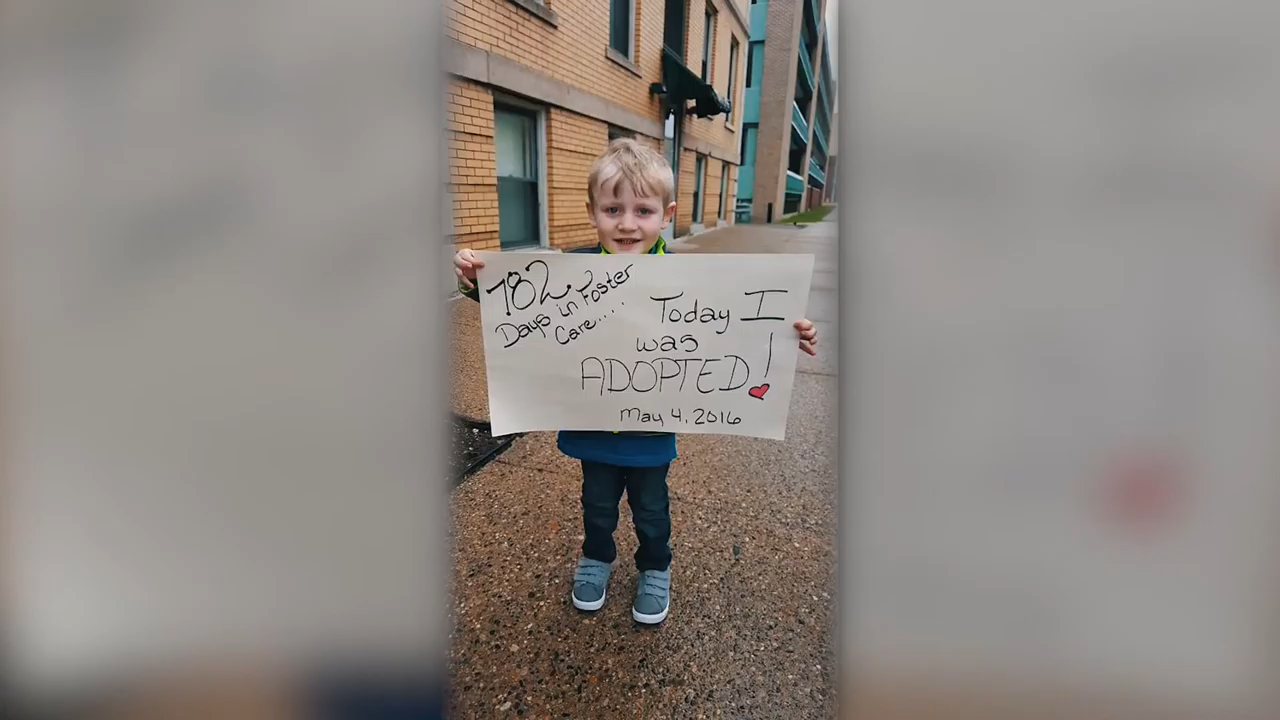 782
Days in Foster
Care....
Today I
was
ADOPTED!
May 4, 2016